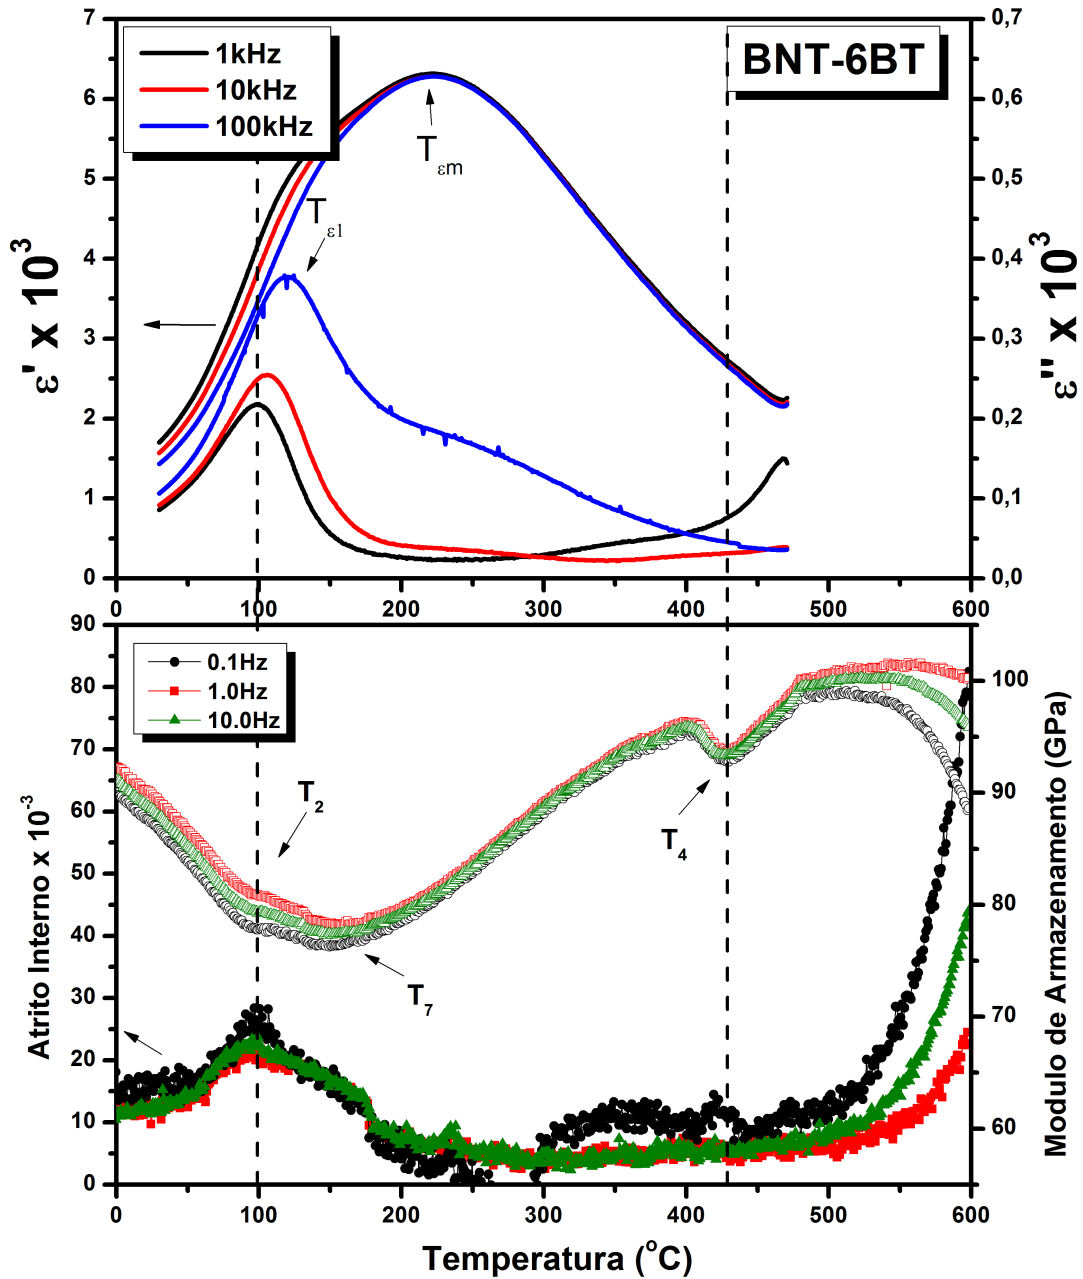 7
6
5
4
3
2
1
0
ε' x 10³
1kHz
10kHz
100kHz
BNT-6BT
Tεm
Tε1
0,7
0,6
0,5
0,4
0,3
0,2
0,1
0,0
ε'' x 10³
0 100 200 300 400 500 600
90
80
70
60
50
40
30
20
10
0
Atrito Interno x 10⁻³
0.1Hz
1.0Hz
10.0Hz
T₂
T₄
T₇
100
90
80
70
60
Modulo de Armazenamento (GPa)
0 100 200 300 400 500 600
Temperatura (°C)